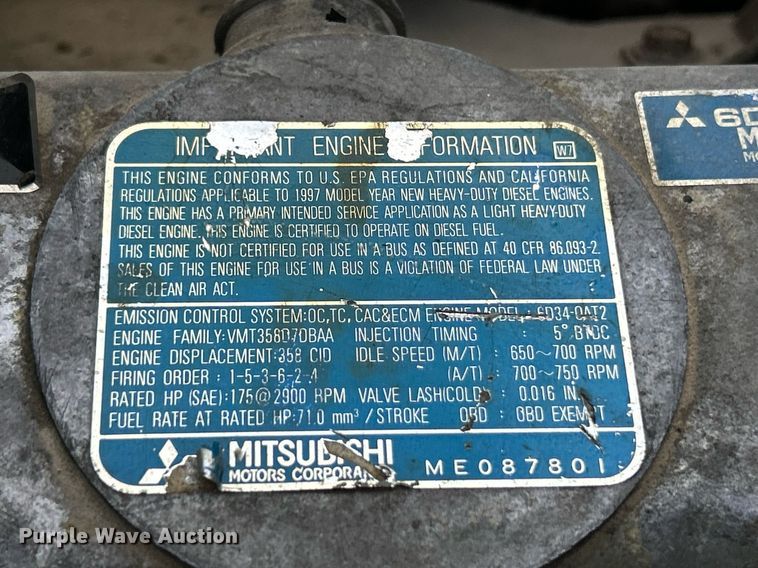 IMPORTANT ENGINE INFORMATION W7
THIS ENGINE CONFORMS TO U.S. EPA REGULATIONS AND CALIFORNIA
REGULATIONS APPLICABLE TO 1997 MODEL YEAR NEW HEAVY-DUTY DIESEL ENGINES.
THIS ENGINE HAS A PRIMARY INTENDED SERVICE APPLICATION AS A LIGHT HEAVY-DUTY
DIESEL ENGINE. THIS ENGINE IS CERTIFIED TO OPERATE ON DIESEL FUEL.
THIS ENGINE IS NOT CERTIFIED FOR USE IN A BUS AS DEFINED AT 40 CFR 86.093-2.
SALES OF THIS ENGINE FOR USE IN A BUS IS A VIOLATION OF FEDERAL LAW UNDER
THE CLEAN AIR ACT.
EMISSION CONTROL SYSTEM:OC,TC, CAC&ECM ENGINE MODEL: 6D34-0AT2
ENGINE FAMILY:VMT358D7DBAA INJECTION TIMING : 5° BTDC
ENGINE DISPLACEMENT:358 CID IDLE SPEED (M/T) : 650~700 RPM
FIRING ORDER : 1-5-3-6-2-4 (A/T) : 700~750 RPM
RATED HP (SAE):175@2900 RPM VALVE LASH(COLD) : 0.016 IN.
FUEL RATE AT RATED HP:71.0 mm³/STROKE OBD : OBD EXEMPT
MITSUBISHI
MOTORS CORPORATION
ME087801
6D
M
Purple Wave Auction